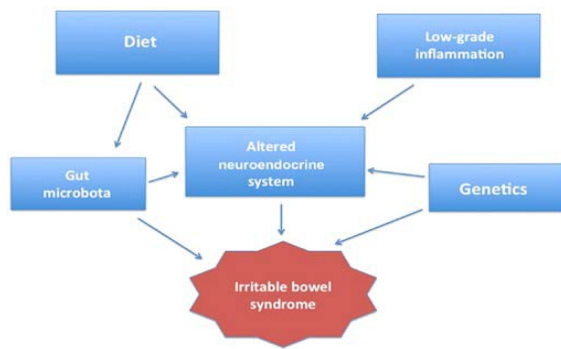 Diet
Low-grade
inflammation
Altered
neuroendocrine
system
Gut
microbota
Genetics
Irritable bowel
syndrome